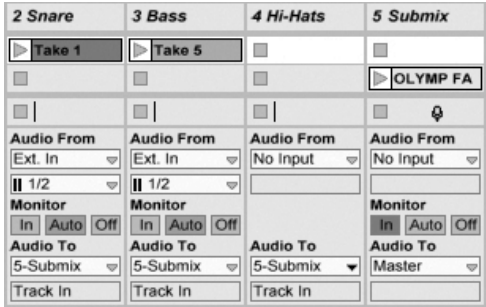 2 Snare 3 Bass 4 Hi-Hats 5 Submix
Take 1 Take 5
OLYMP FA
Audio From Audio From Audio From Audio From
Ext. In Ext. In No Input No Input
1/2 1/2
Monitor Monitor Monitor
In Auto Off In Auto Off In Auto Off
Audio To Audio To Audio To Audio To
5-Submix 5-Submix 5-Submix Master
Track In Track In Track In